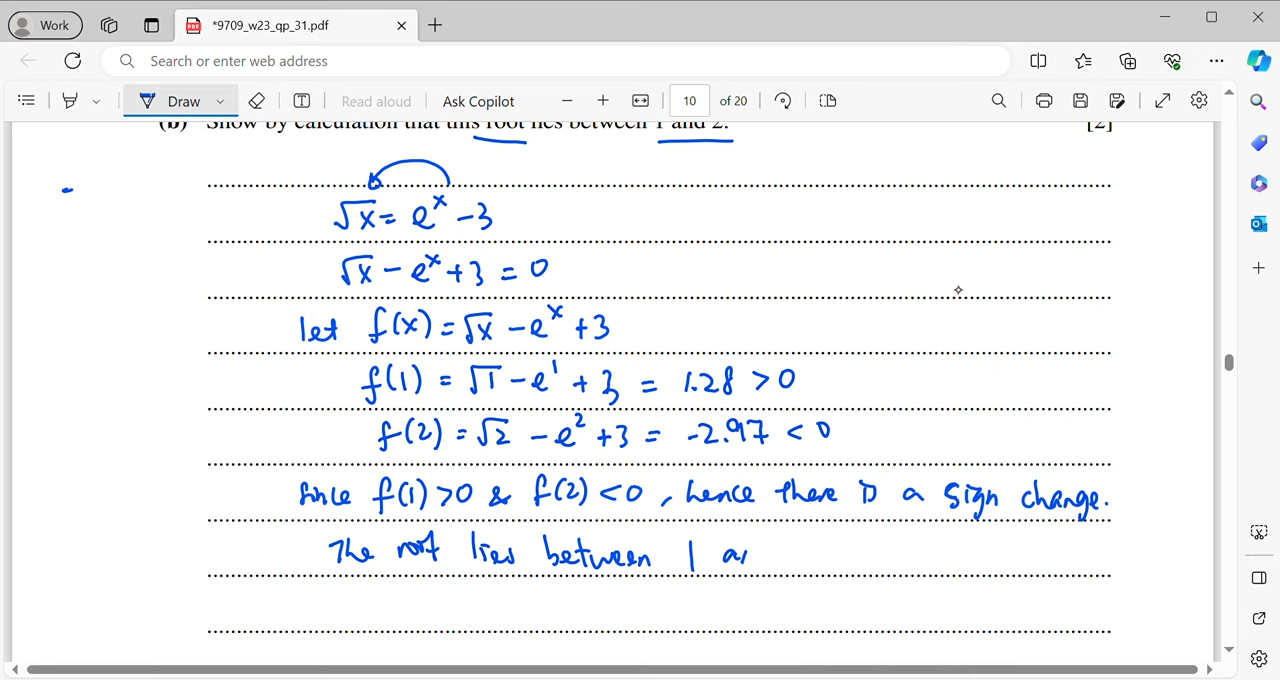 Work
*9709_w23_qp_31.pdf
Search or enter web address
Draw
Read aloud
Ask Copilot
10 of 20
(b) Show by calculation that this root lies between 1 and 2. [2]
√x = e^x - 3
√x - e^x + 3 = 0
let f(x) = √x - e^x + 3
f(1) = √1 - e^1 + 3 = 1.28 > 0
f(2) = √2 - e^2 + 3 = -2.97 < 0
since f(1) > 0 & f(2) < 0, hence there is a sign change.
The root lies between 1 an